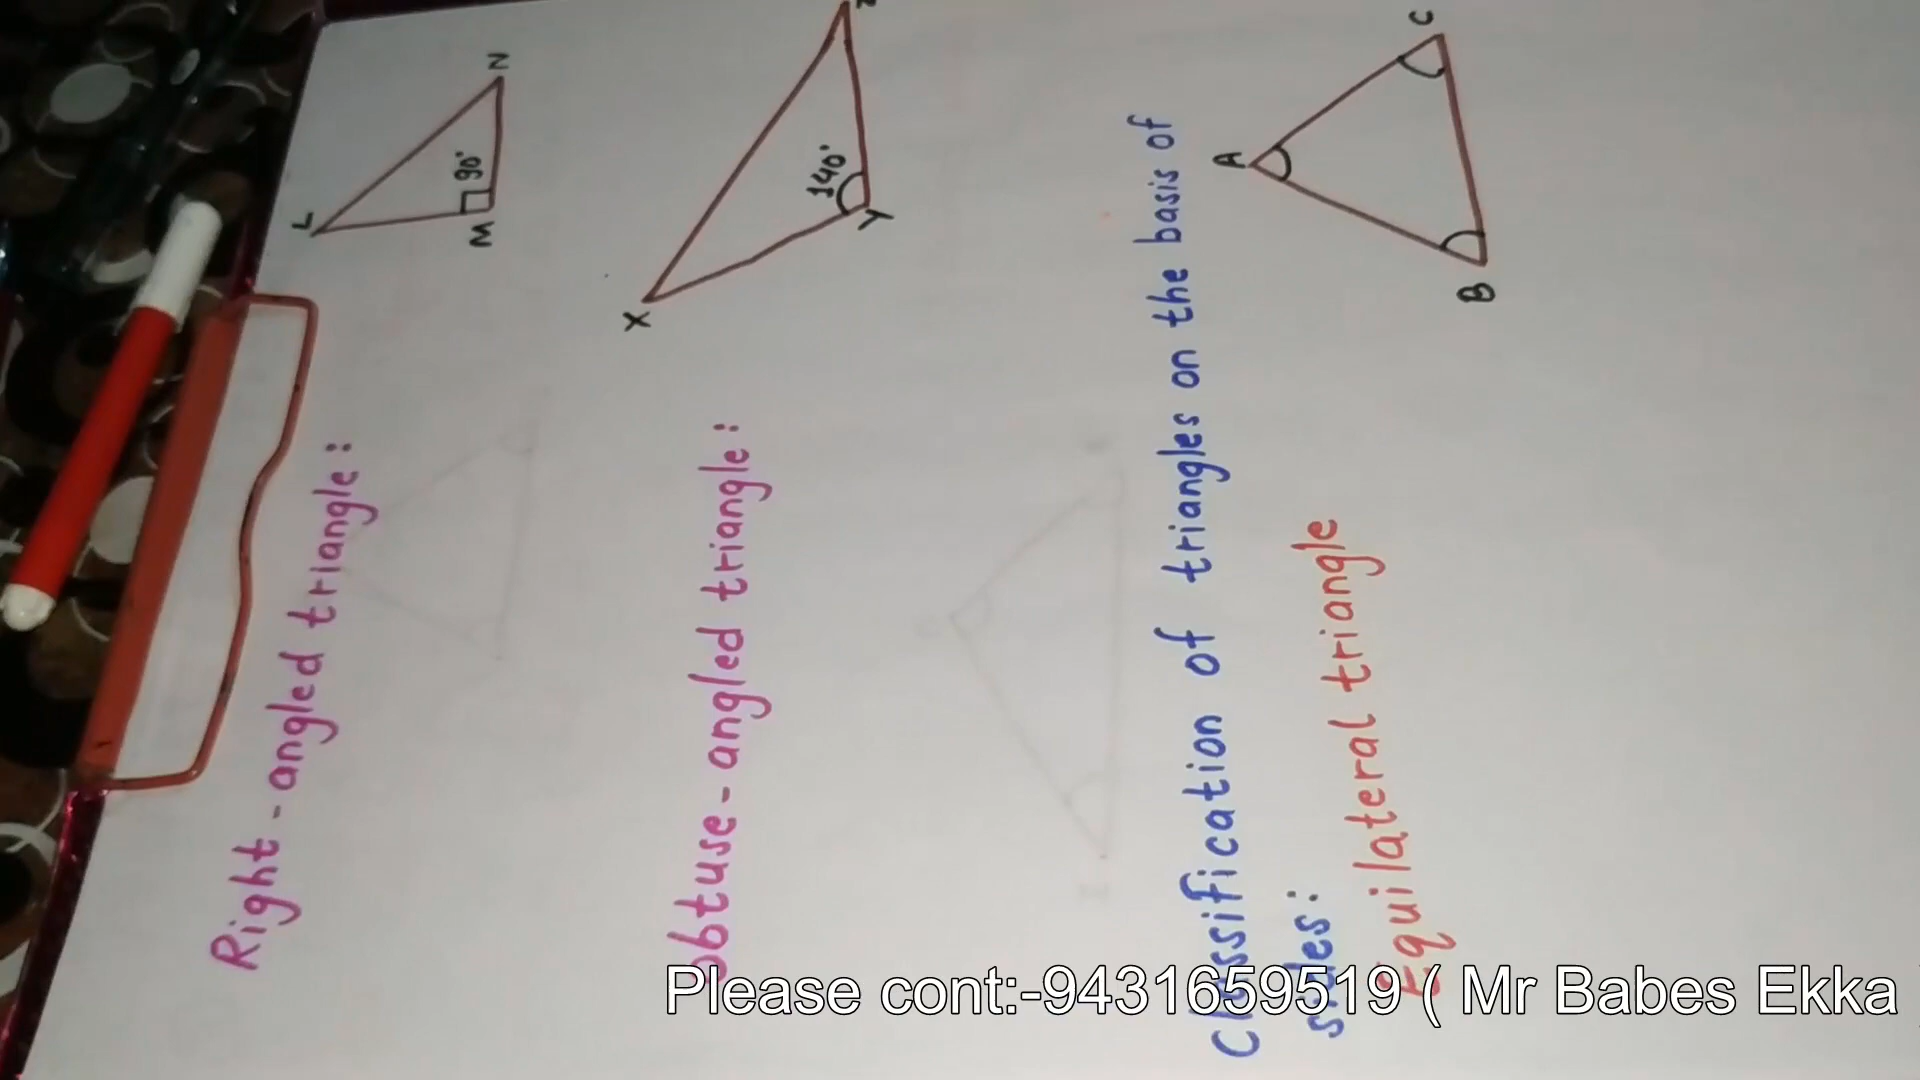 Right-angled triangle:
L
90°
M
N
Obtuse-angled triangle:
X
140°
Y
Z
Classification of triangles on the basis of
sides:
Equilateral triangle
A
B
C
Please cont:-9431659519 ( Mr Babes Ekka